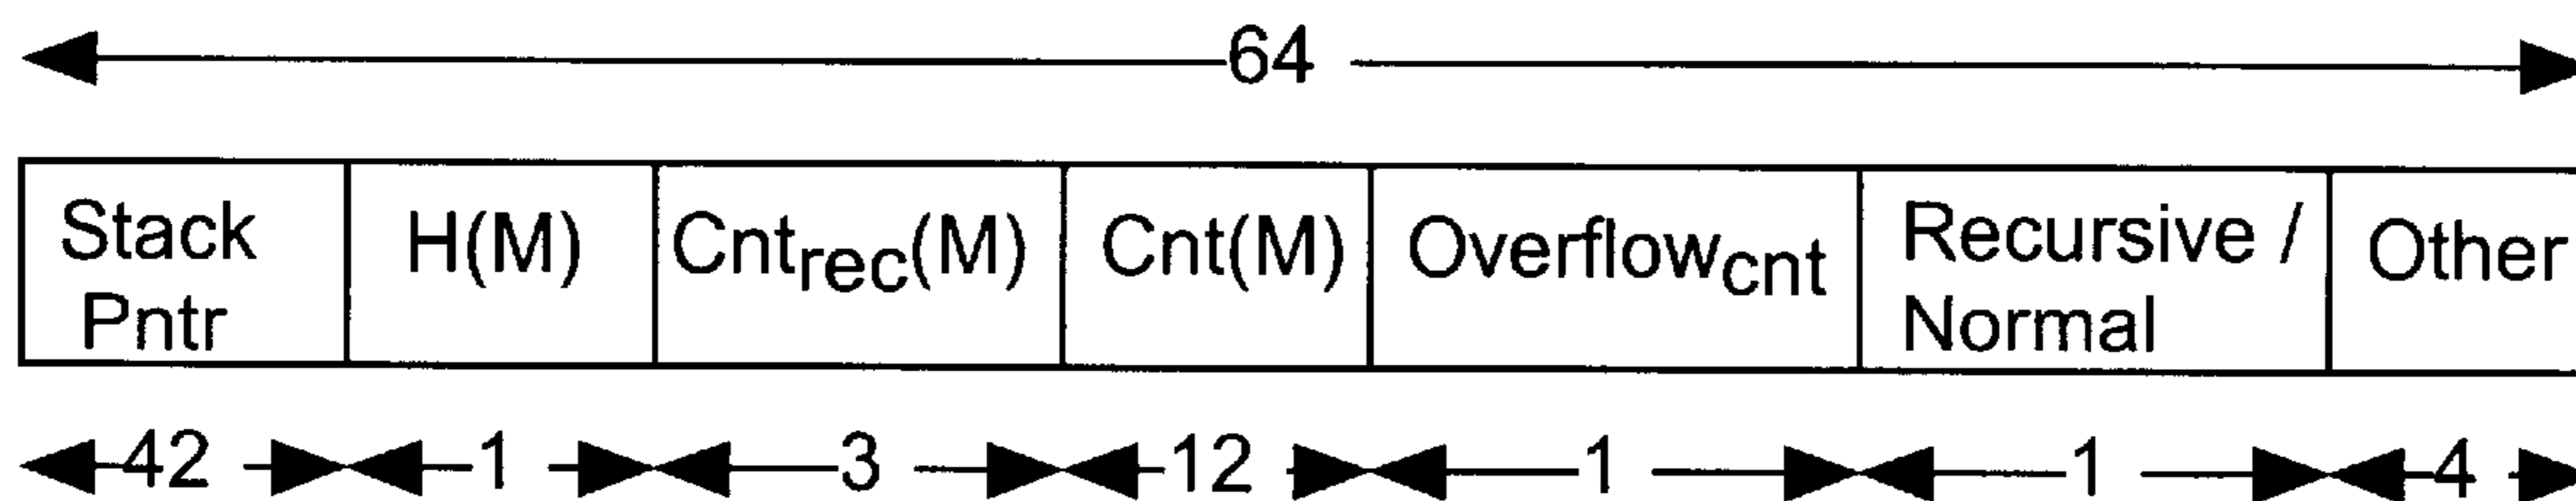 64
Stack Pntr
H(M)
Cntrec(M)
Cnt(M)
Overflowcnt
Recursive /
Normal
Other
42 1 3 12 1 1 4